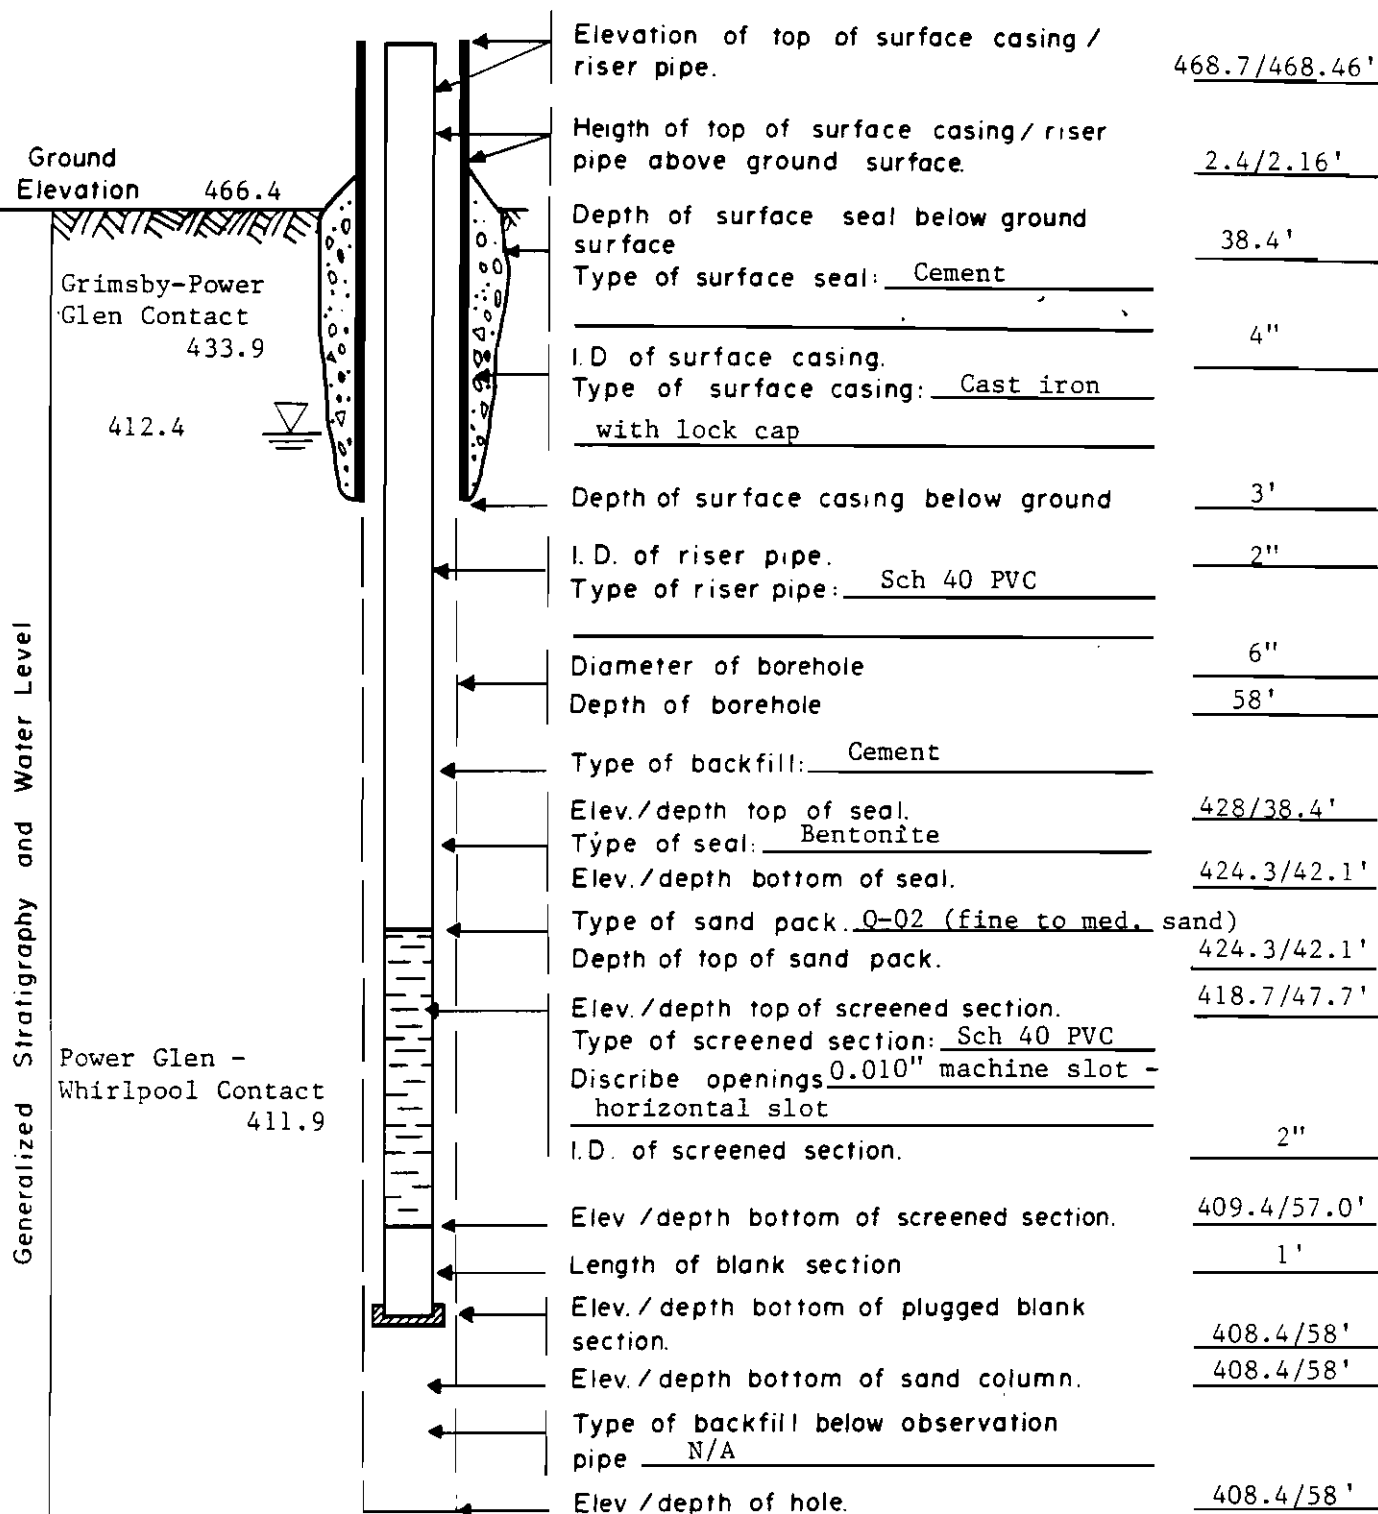 Elevation of top of surface casing /
riser pipe. 468.7/468.46'
Heigth of top of surface casing / riser
pipe above ground surface. 2.4/2.16'
Ground
Elevation 466.4
Depth of surface seal below ground
surface 38.4'
Type of surface seal: Cement
Grimsby-Power
Glen Contact
433.9
I.D of surface casing. 4"
Type of surface casing: Cast iron
with lock cap
412.4
Depth of surface casing below ground 3'
I.D. of riser pipe. 2"
Type of riser pipe: Sch 40 PVC
Generalized Stratigraphy and Water Level
Diameter of borehole 6"
Depth of borehole 58'
Type of backfill: Cement
Elev./depth top of seal. 428/38.4'
Type of seal: Bentonite
Elev./depth bottom of seal. 424.3/42.1'
Type of sand pack. Q-02 (fine to med. sand)
Depth of top of sand pack. 424.3/42.1'
Elev./depth top of screened section. 418.7/47.7'
Type of screened section: Sch 40 PVC
Discribe openings 0.010" machine slot -
horizontal slot
Power Glen -
Whirlpool Contact
411.9
I.D. of screened section. 2"
Elev /depth bottom of screened section. 409.4/57.0'
Length of blank section 1'
Elev./depth bottom of plugged blank
section. 408.4/58'
Elev./depth bottom of sand column. 408.4/58'
Type of backfill below observation
pipe N/A
Elev /depth of hole. 408.4/58'